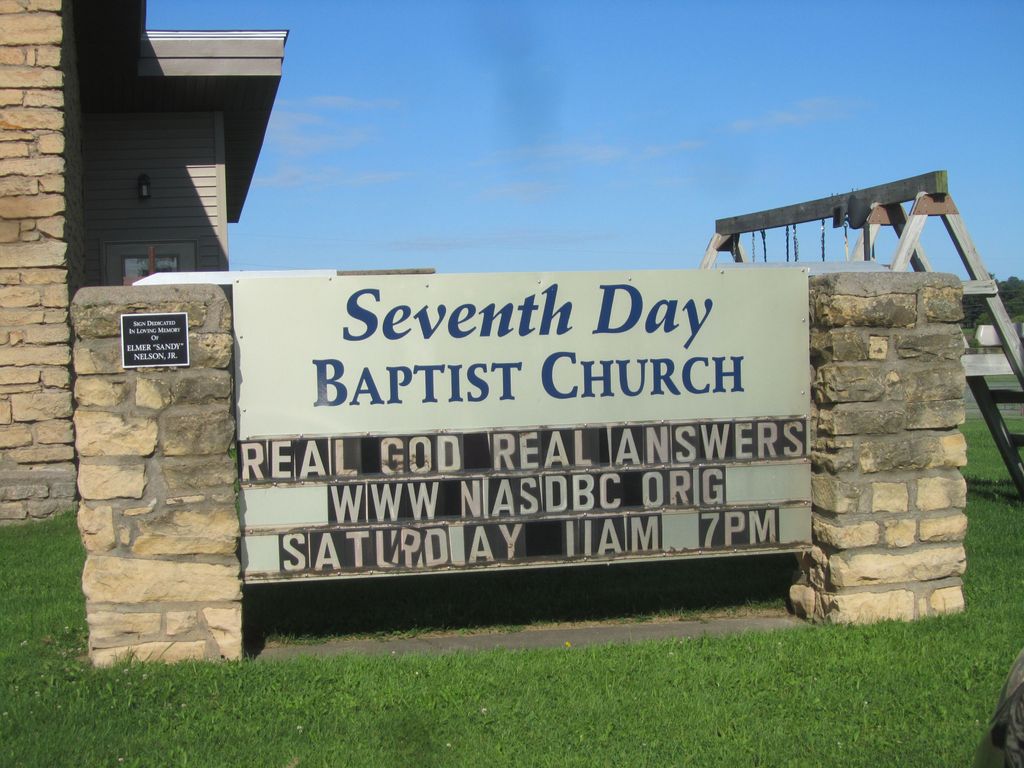 SIGN DEDICATED
IN LOVING MEMORY
OF
ELMER "SANDY"
NELSON, JR.
Seventh Day
BAPTIST CHURCH
REAL GOD REAL ANSWERS
WWW NASDBC ORG
SATURDAY 11AM 7PM